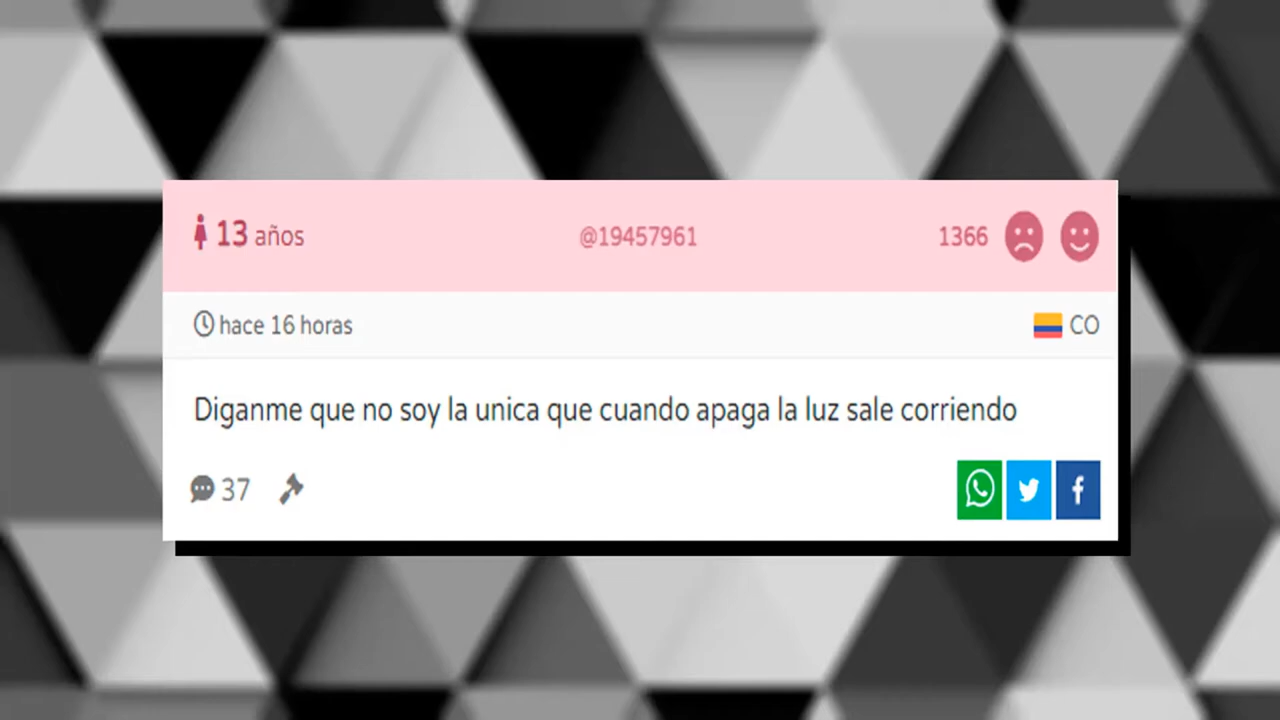 13 años @19457961 1366
hace 16 horas CO
Diganme que no soy la unica que cuando apaga la luz sale corriendo
37